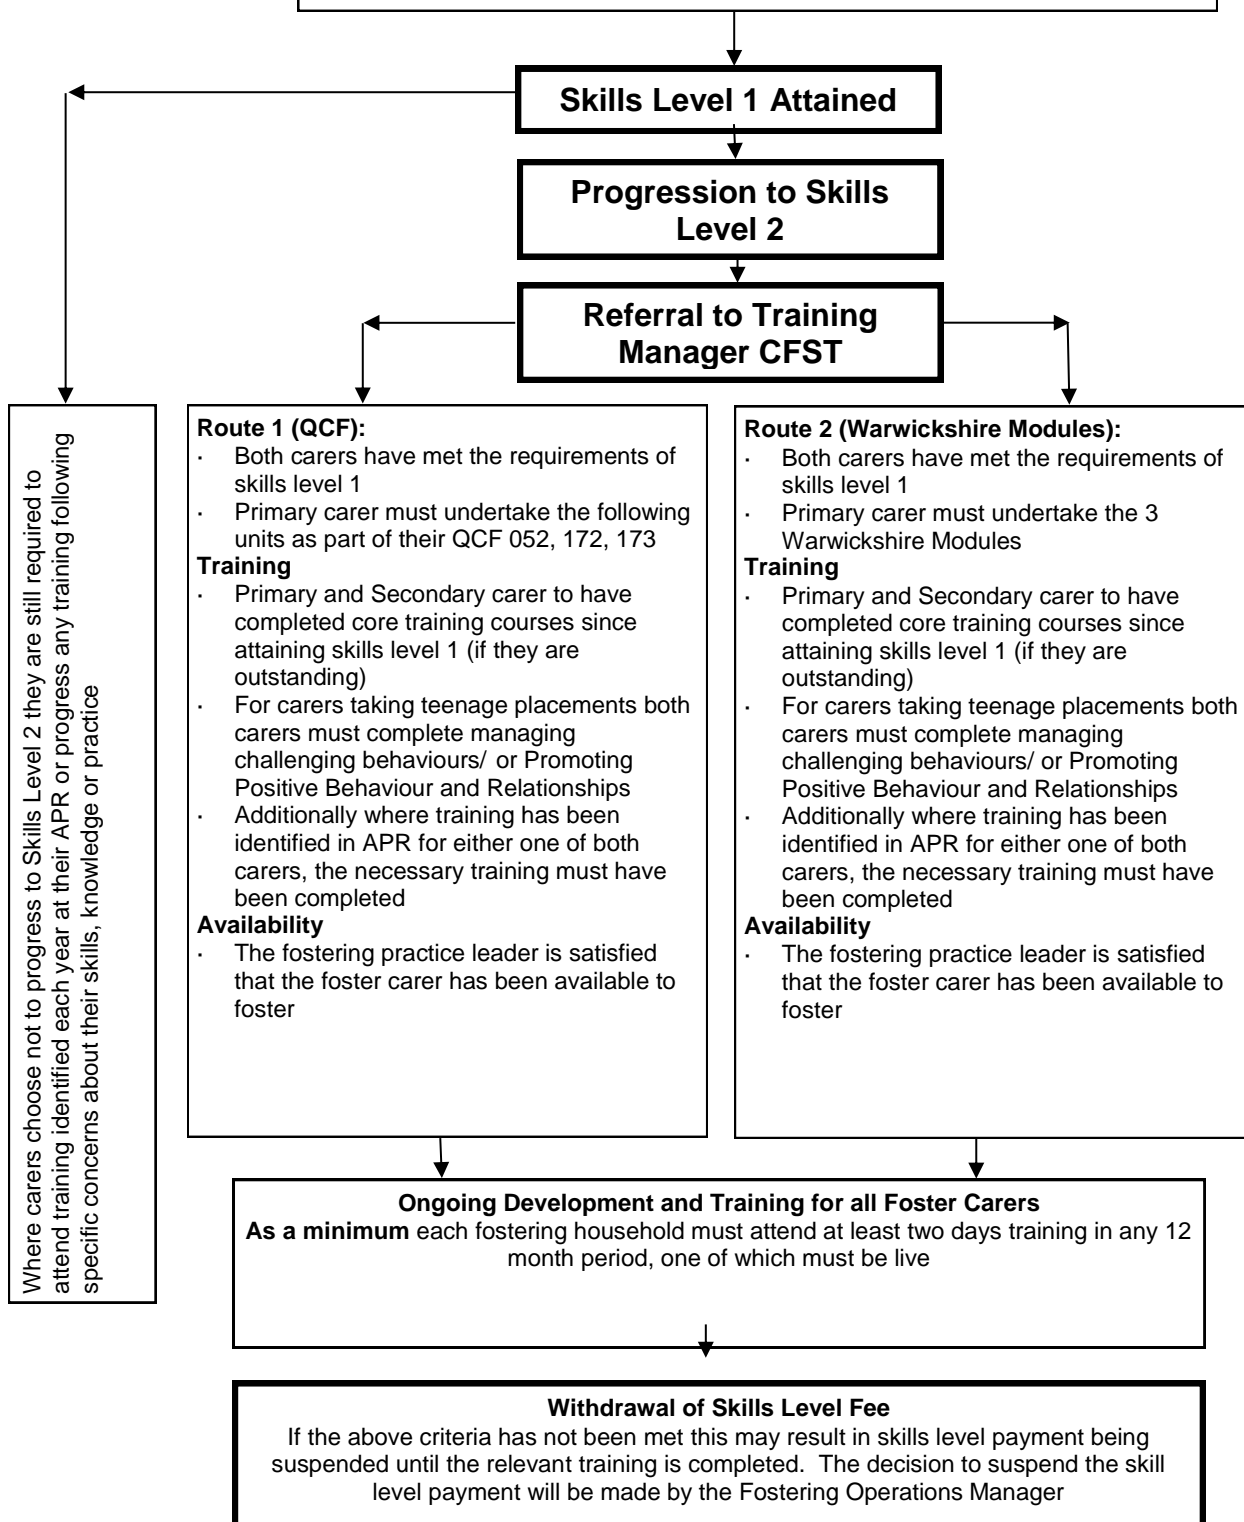 Skills Level 1 Attained
Progression to Skills
Level 2
Referral to Training
Manager CFST
Where carers choose not to progress to Skills Level 2 they are still required to
attend training identified each year at their APR or progress any training following
specific concerns about their skills, knowledge or practice
Route 1 (QCF):
· Both carers have met the requirements of
skills level 1
· Primary carer must undertake the following
units as part of their QCF 052, 172, 173
Training
· Primary and Secondary carer to have
completed core training courses since
attaining skills level 1 (if they are
outstanding)
· For carers taking teenage placements both
carers must complete managing
challenging behaviours/ or Promoting
Positive Behaviour and Relationships
· Additionally where training has been
identified in APR for either one of both
carers, the necessary training must have
been completed
Availability
· The fostering practice leader is satisfied
that the foster carer has been available to
foster
Route 2 (Warwickshire Modules):
· Both carers have met the requirements of
skills level 1
· Primary carer must undertake the 3
Warwickshire Modules
Training
· Primary and Secondary carer to have
completed core training courses since
attaining skills level 1 (if they are
outstanding)
· For carers taking teenage placements both
carers must complete managing
challenging behaviours/ or Promoting
Positive Behaviour and Relationships
· Additionally where training has been
identified in APR for either one of both
carers, the necessary training must have
been completed
Availability
· The fostering practice leader is satisfied
that the foster carer has been available to
foster
Ongoing Development and Training for all Foster Carers
As a minimum each fostering household must attend at least two days training in any 12
month period, one of which must be live
Withdrawal of Skills Level Fee
If the above criteria has not been met this may result in skills level payment being
suspended until the relevant training is completed. The decision to suspend the skill
level payment will be made by the Fostering Operations Manager